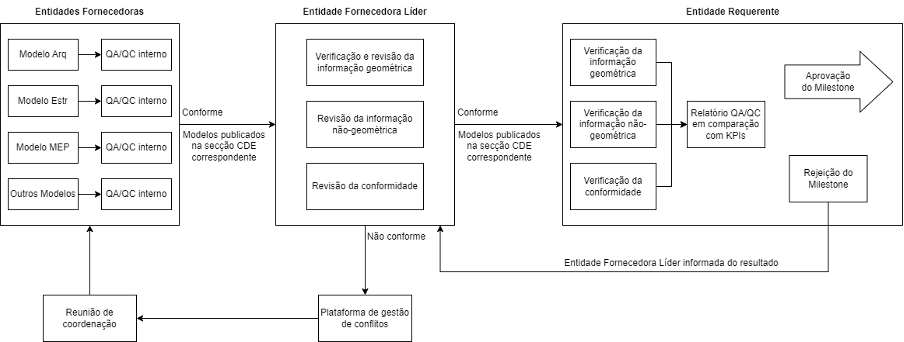 Entidades Fornecedoras
Entidade Fornecedora Líder
Entidade Requerente
Modelo Arq
QA/QC interno
Modelo Estr
QA/QC interno
Modelo MEP
QA/QC interno
Outros Modelos
QA/QC interno
Conforme
Modelos publicados
na secção CDE
correspondente
Verificação e revisão da
informação geométrica
Revisão da informação
não-geométrica
Revisão da conformidade
Conforme
Modelos publicados
na secção CDE
correspondente
Verificação da
informação
geométrica
Verificação da
informação não-
geométrica
Verificação da
conformidade
Relatório QA/QC
em comparação
com KPIs
Aprovação
do Milestone
Rejeição do
Milestone
Não conforme
Entidade Fornecedora Líder informada do resultado
Reunião de
coordenação
Plataforma de gestão
de conflitos